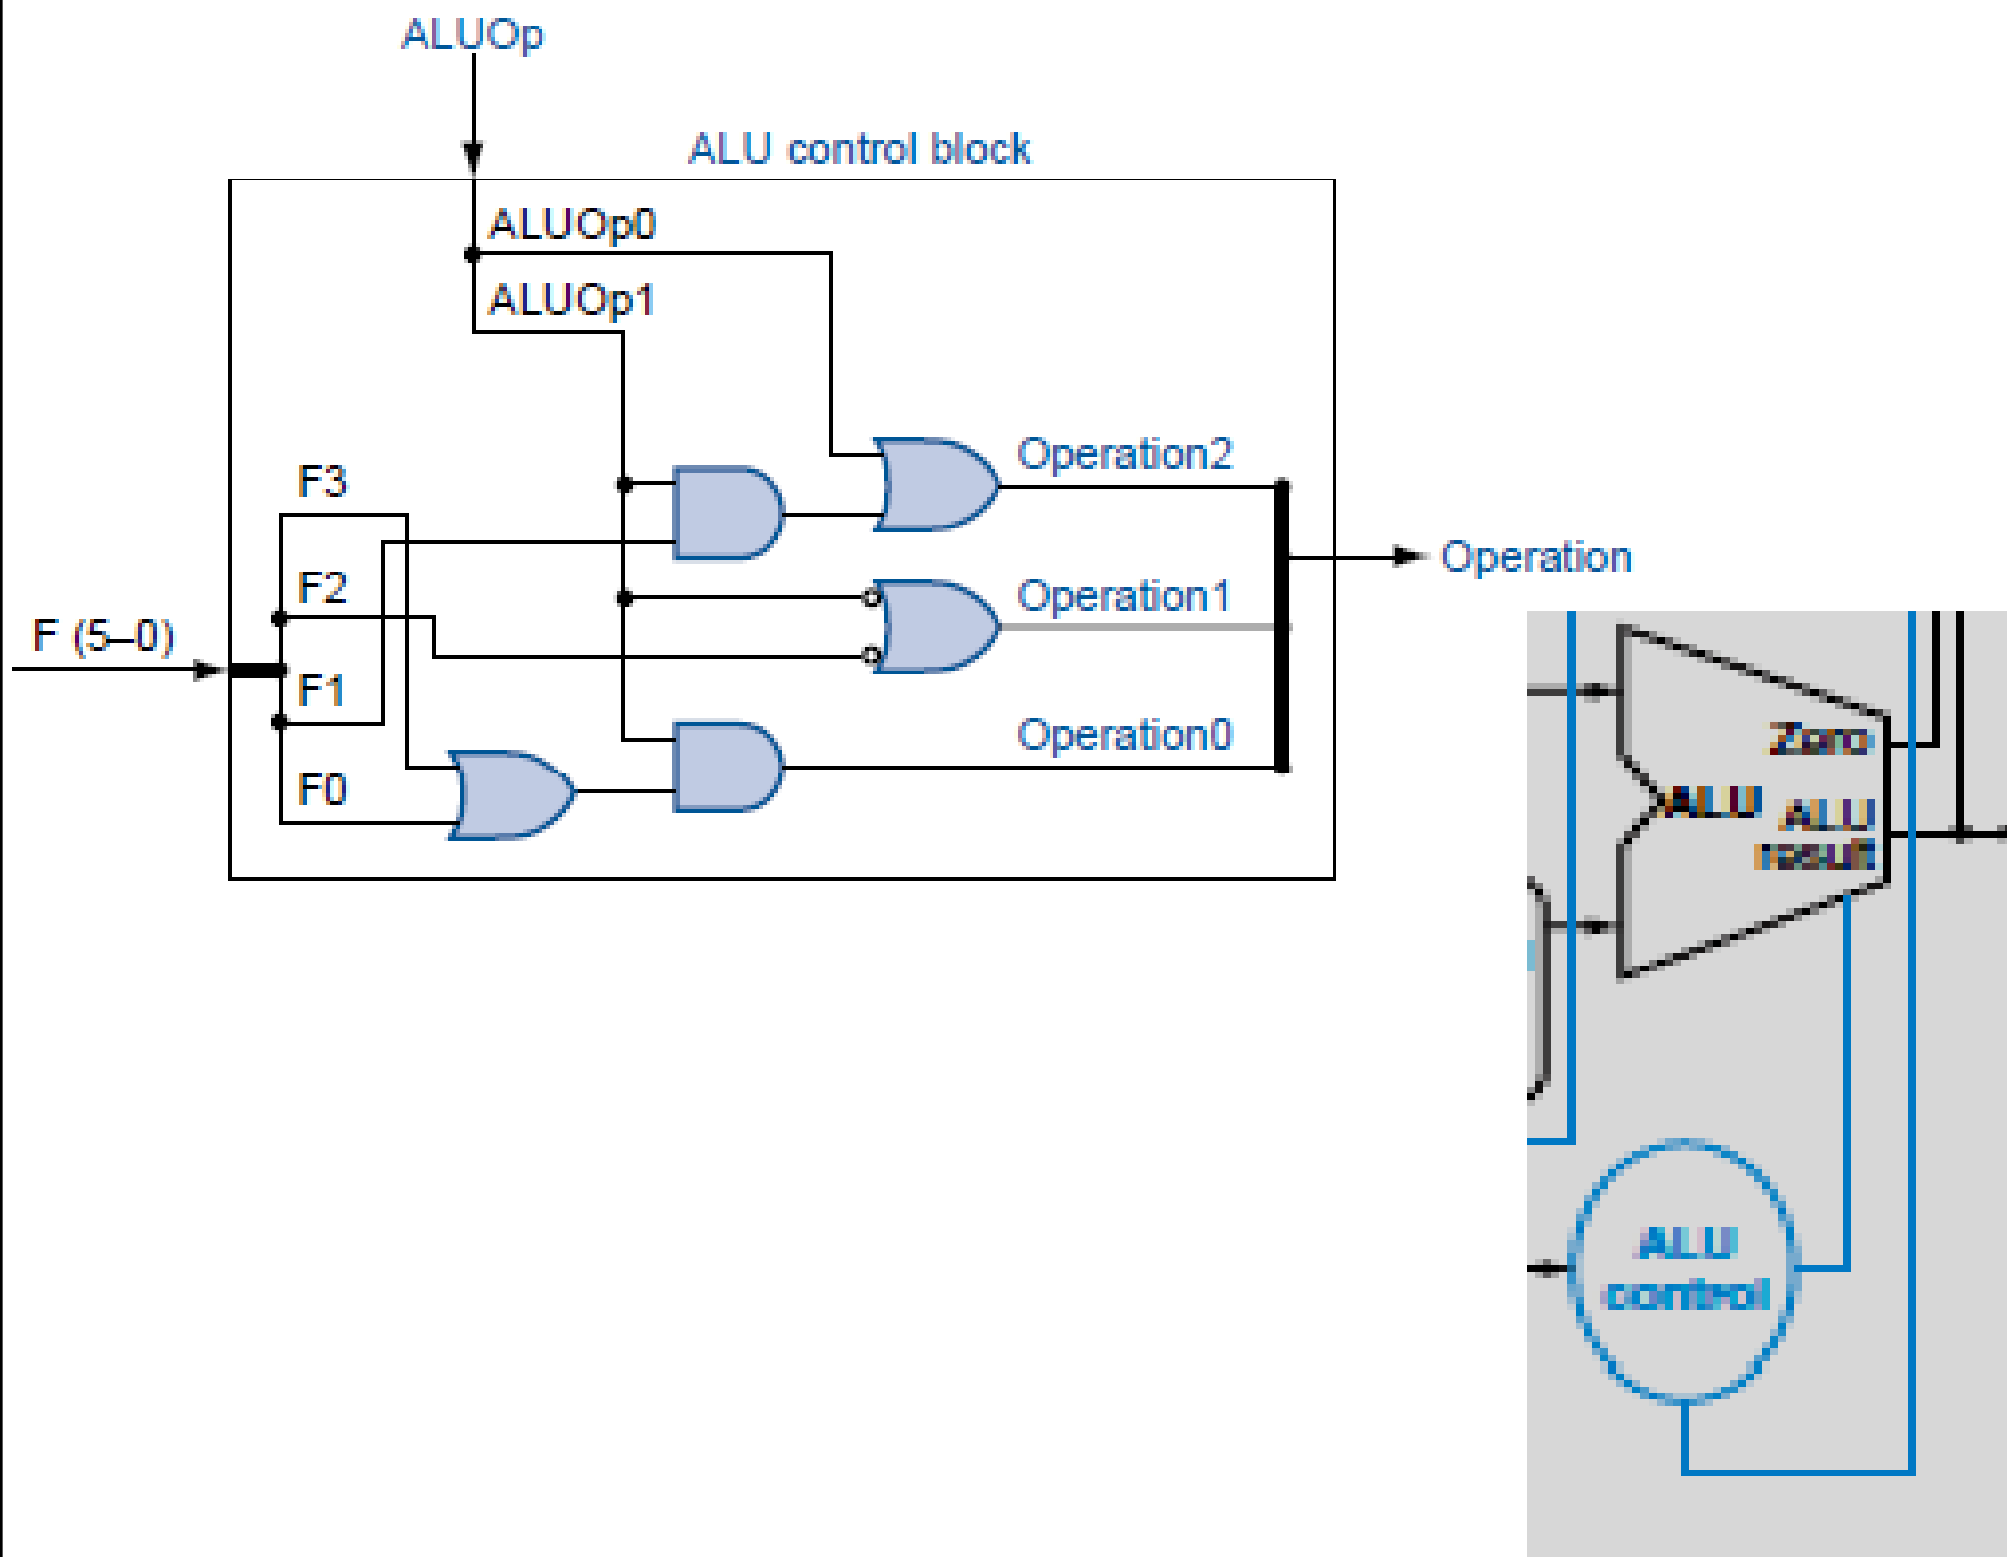 ALUOp
ALU control block
ALUOp0
ALUOp1
F3
F2
F (5–0)
F1
F0
Operation2
Operation1
Operation0
Operation
Zero
ALU
ALU
result
ALU
control